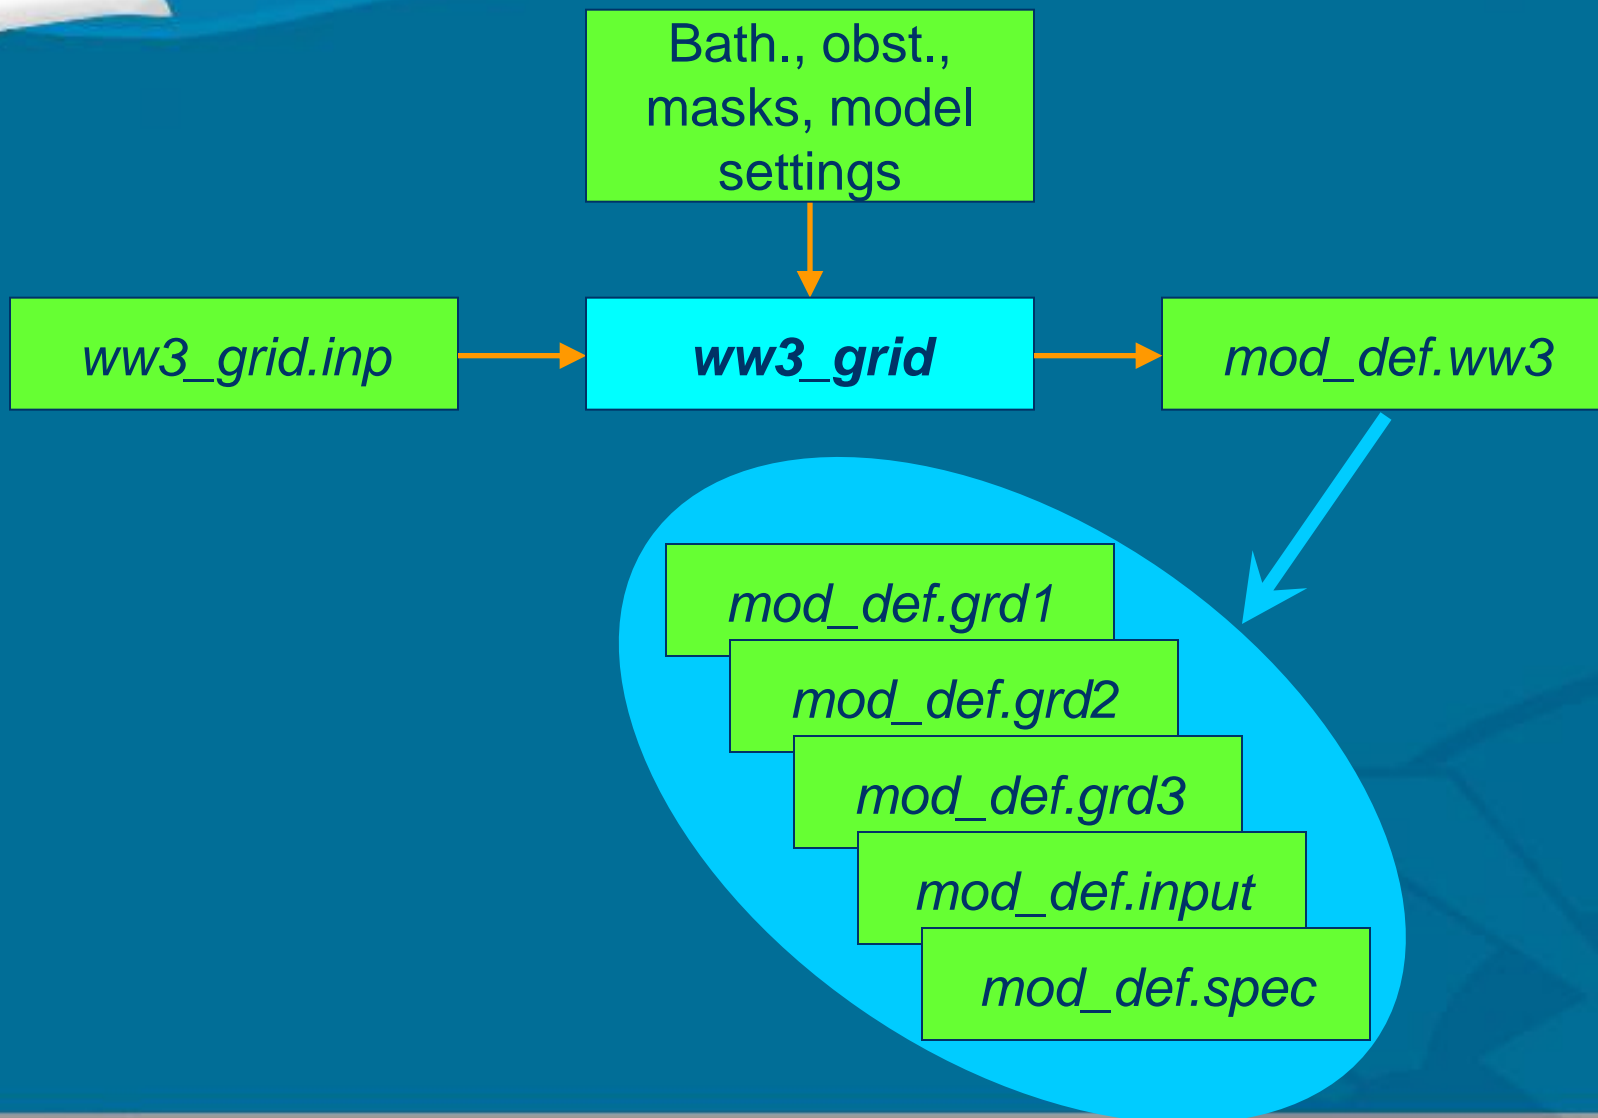 Bath., obst.,
masks, model
settings
ww3_grid.inp
ww3_grid
mod_def.ww3
mod_def.grd1
mod_def.grd2
mod_def.grd3
mod_def.input
mod_def.spec